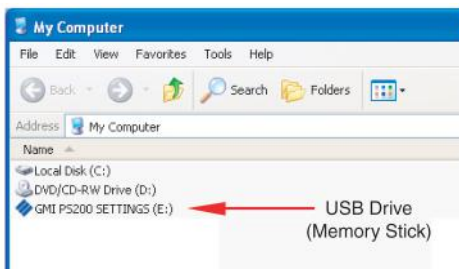 My Computer
File Edit View Favorites Tools Help
Back Search Folders
Address My Computer
Name
Local Disk (C:)
DVD/CD-RW Drive (D:)
GMI PS200 SETTINGS (E:) USB Drive
(Memory Stick)